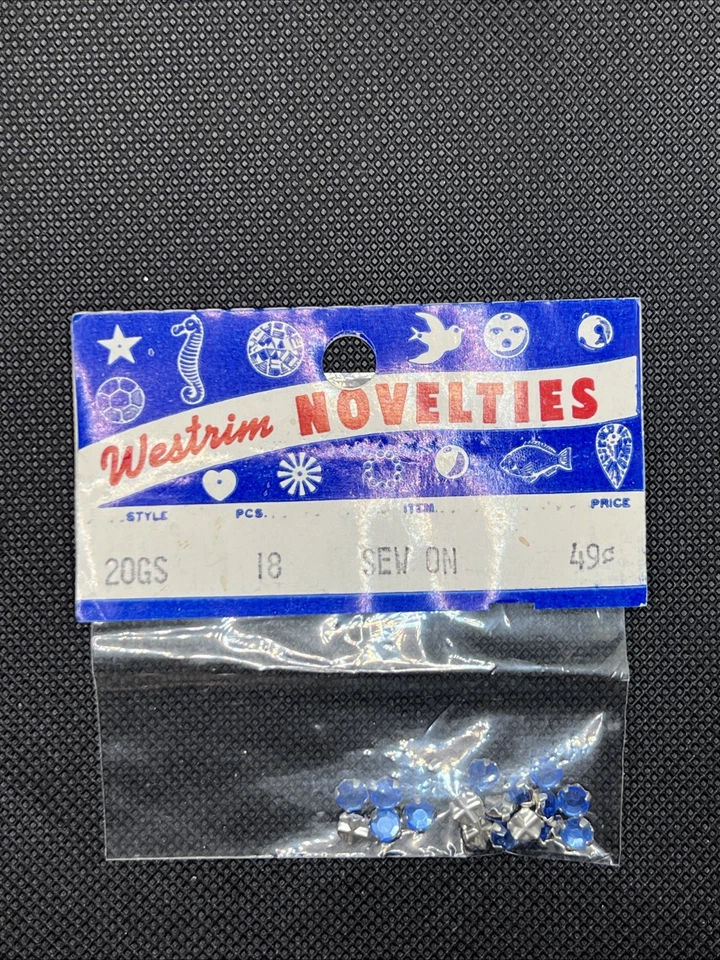 Westrim NOVELTIES
STYLE PCS. ITEM PRICE
20GS 18 SEW ON 49¢